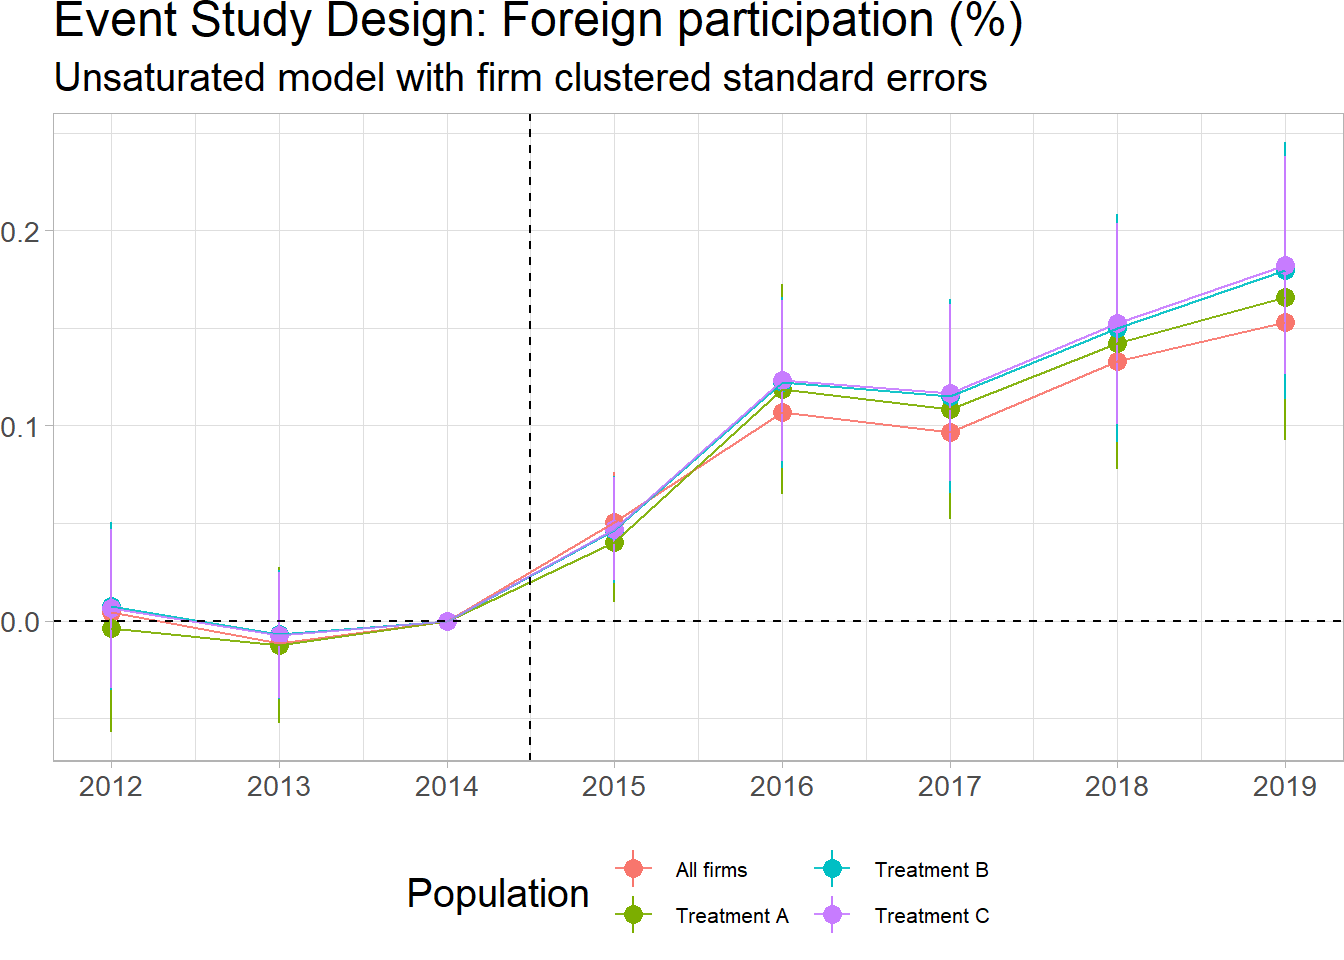 Event Study Design: Foreign participation (%)
Unsaturated model with firm clustered standard errors
0.2
0.1
0.0
2012 2013 2014 2015 2016 2017 2018 2019
Population
All firms
Treatment A
Treatment B
Treatment C